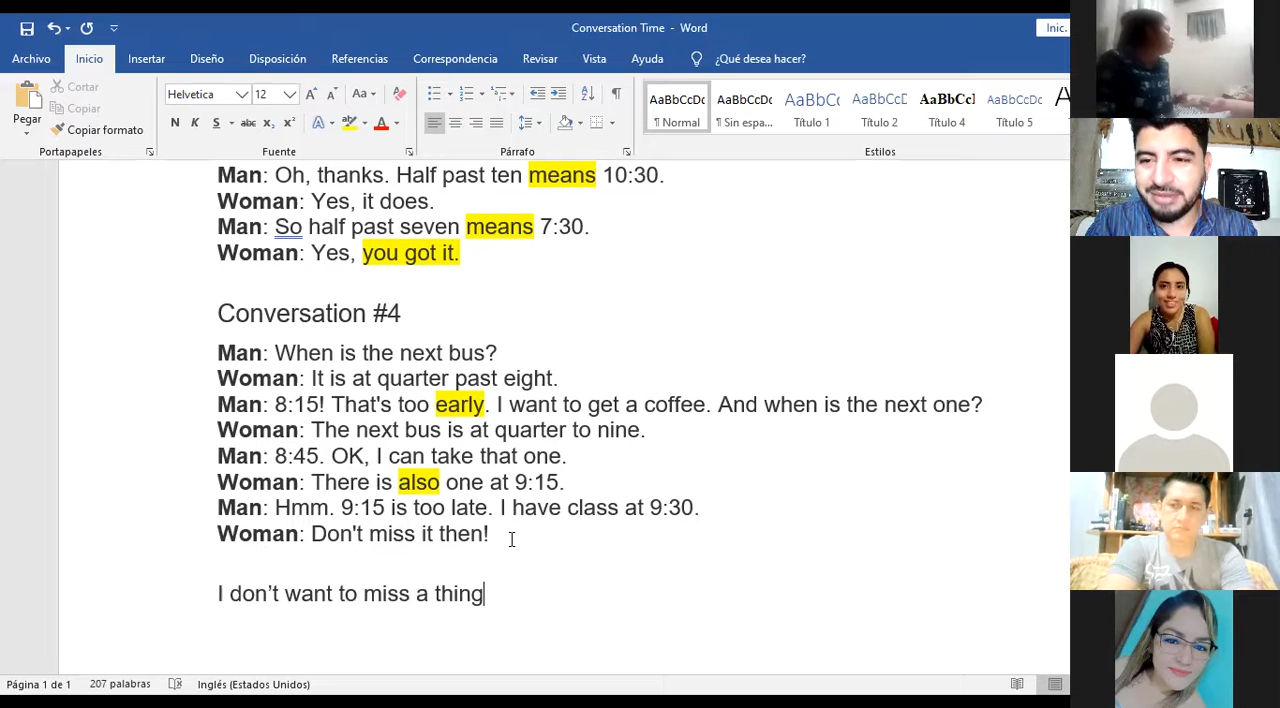 Conversation Time - Word
Inic.
Archivo Inicio Insertar Diseño Disposición Referencias Correspondencia Revisar Vista Ayuda ¿Qué desea hacer?
Pegar
Cortar
Copiar
Copiar formato
Portapapeles
Helvetica 12
N K S abc x₂ x²
Fuente
Párrafo
AaBbCcDc AaBbCcDc AaBbCc AaBbCcD AaBbCcI AaBbCcDc
¶ Normal ¶ Sin espa... Título 1 Título 2 Título 4 Título 5
Estilos
Man: Oh, thanks. Half past ten means 10:30.
Woman: Yes, it does.
Man: So half past seven means 7:30.
Woman: Yes, you got it.
Conversation #4
Man: When is the next bus?
Woman: It is at quarter past eight.
Man: 8:15! That's too early. I want to get a coffee. And when is the next one?
Woman: The next bus is at quarter to nine.
Man: 8:45. OK, I can take that one.
Woman: There is also one at 9:15.
Man: Hmm. 9:15 is too late. I have class at 9:30.
Woman: Don't miss it then!
I don’t want to miss a thing
Página 1 de 1 207 palabras Inglés (Estados Unidos)